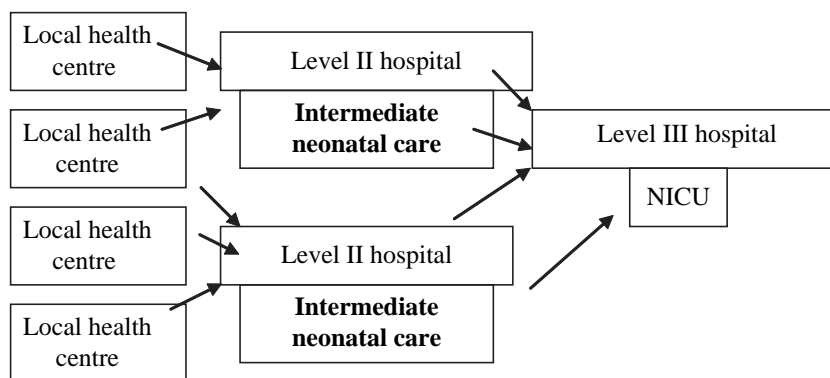 Local health
centre
Local health
centre
Local health
centre
Local health
centre
Level II hospital
Intermediate
neonatal care
Level II hospital
Intermediate
neonatal care
Level III hospital
NICU